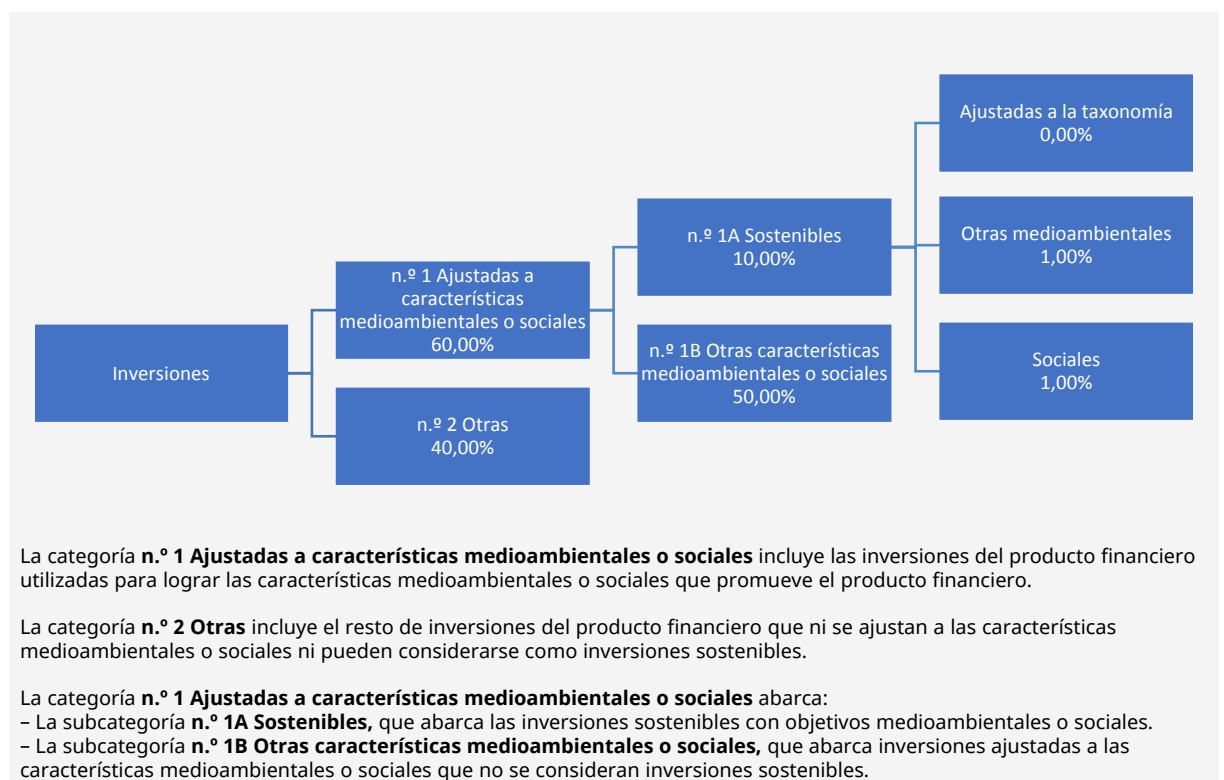 Inversiones
n.º 1 Ajustadas a
características
medioambientales o sociales
60,00%
n.º 2 Otras
40,00%
n.º 1A Sostenibles
10,00%
n.º 1B Otras características
medioambientales o sociales
50,00%
Ajustadas a la taxonomía
0,00%
Otras medioambientales
1,00%
Sociales
1,00%
La categoría n.º 1 Ajustadas a características medioambientales o sociales incluye las inversiones del producto financiero
utilizadas para lograr las características medioambientales o sociales que promueve el producto financiero.
La categoría n.º 2 Otras incluye el resto de inversiones del producto financiero que ni se ajustan a las características
medioambientales o sociales ni pueden considerarse como inversiones sostenibles.
La categoría n.º 1 Ajustadas a características medioambientales o sociales abarca:
– La subcategoría n.º 1A Sostenibles, que abarca las inversiones sostenibles con objetivos medioambientales o sociales.
– La subcategoría n.º 1B Otras características medioambientales o sociales, que abarca inversiones ajustadas a las
características medioambientales o sociales que no se consideran inversiones sostenibles.